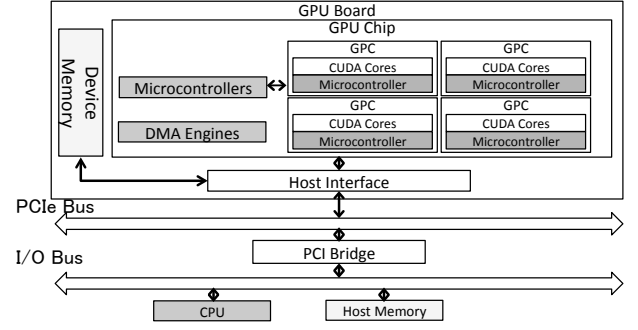 GPU Board
GPU Chip
Device
Memory
Microcontrollers
DMA Engines
GPC
CUDA Cores
Microcontroller
GPC
CUDA Cores
Microcontroller
GPC
CUDA Cores
Microcontroller
GPC
CUDA Cores
Microcontroller
Host Interface
PCIe Bus
PCI Bridge
I/O Bus
CPU
Host Memory